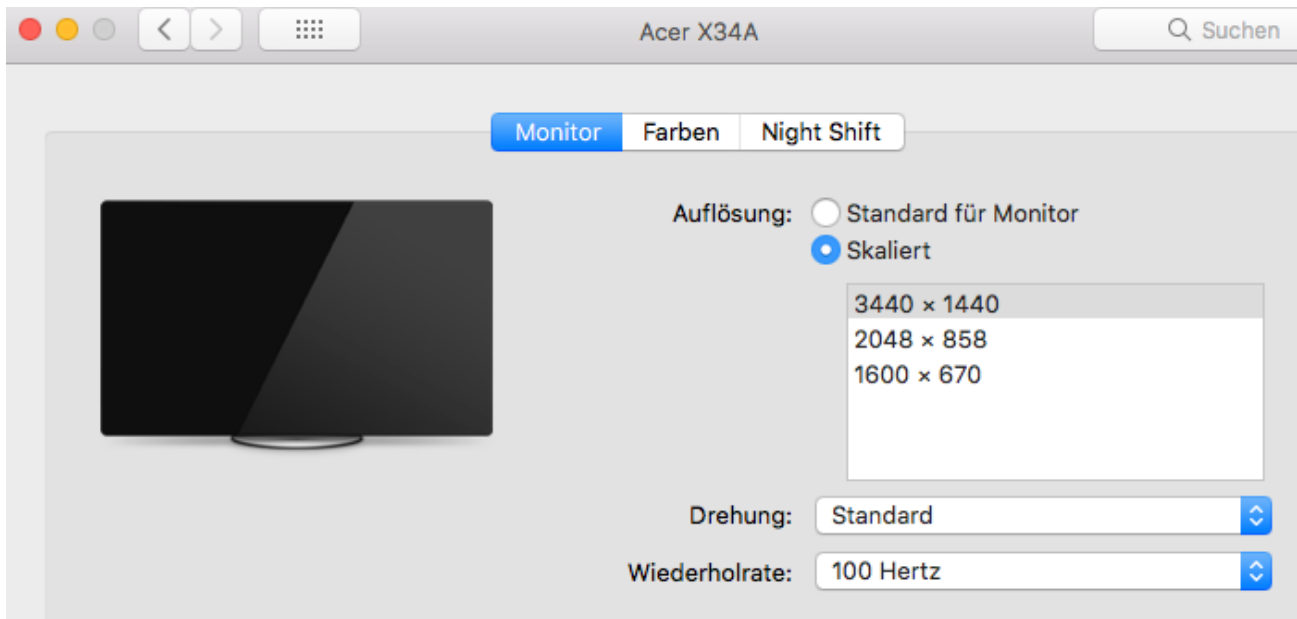 Acer X34A
Suchen
Monitor Farben Night Shift
Auflösung: Standard für Monitor
Skaliert
3440 × 1440
2048 × 858
1600 × 670
Drehung: Standard
Wiederholrate: 100 Hertz